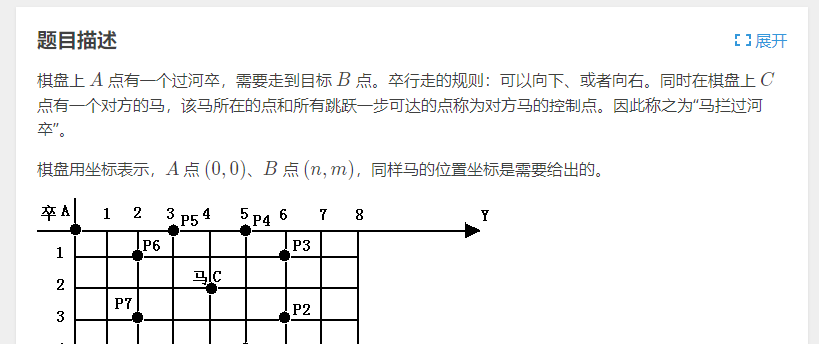 题目描述
展开
棋盘上 A 点有一个过河卒，需要走到目标 B 点。卒行走的规则：可以向下、或者向右。同时在棋盘上 C
点有一个对方的马，该马所在的点和所有跳跃一步可达的点称为对方马的控制点。因此称之为“马拦过河
卒”。
棋盘用坐标表示，A 点 (0, 0)、B 点 (n, m)，同样马的位置坐标是需要给出的。
卒 A 1 2 3 4 5 6 7 8 Y
P5 P4
1 P6 P3
2 马 C
3 P7 P2